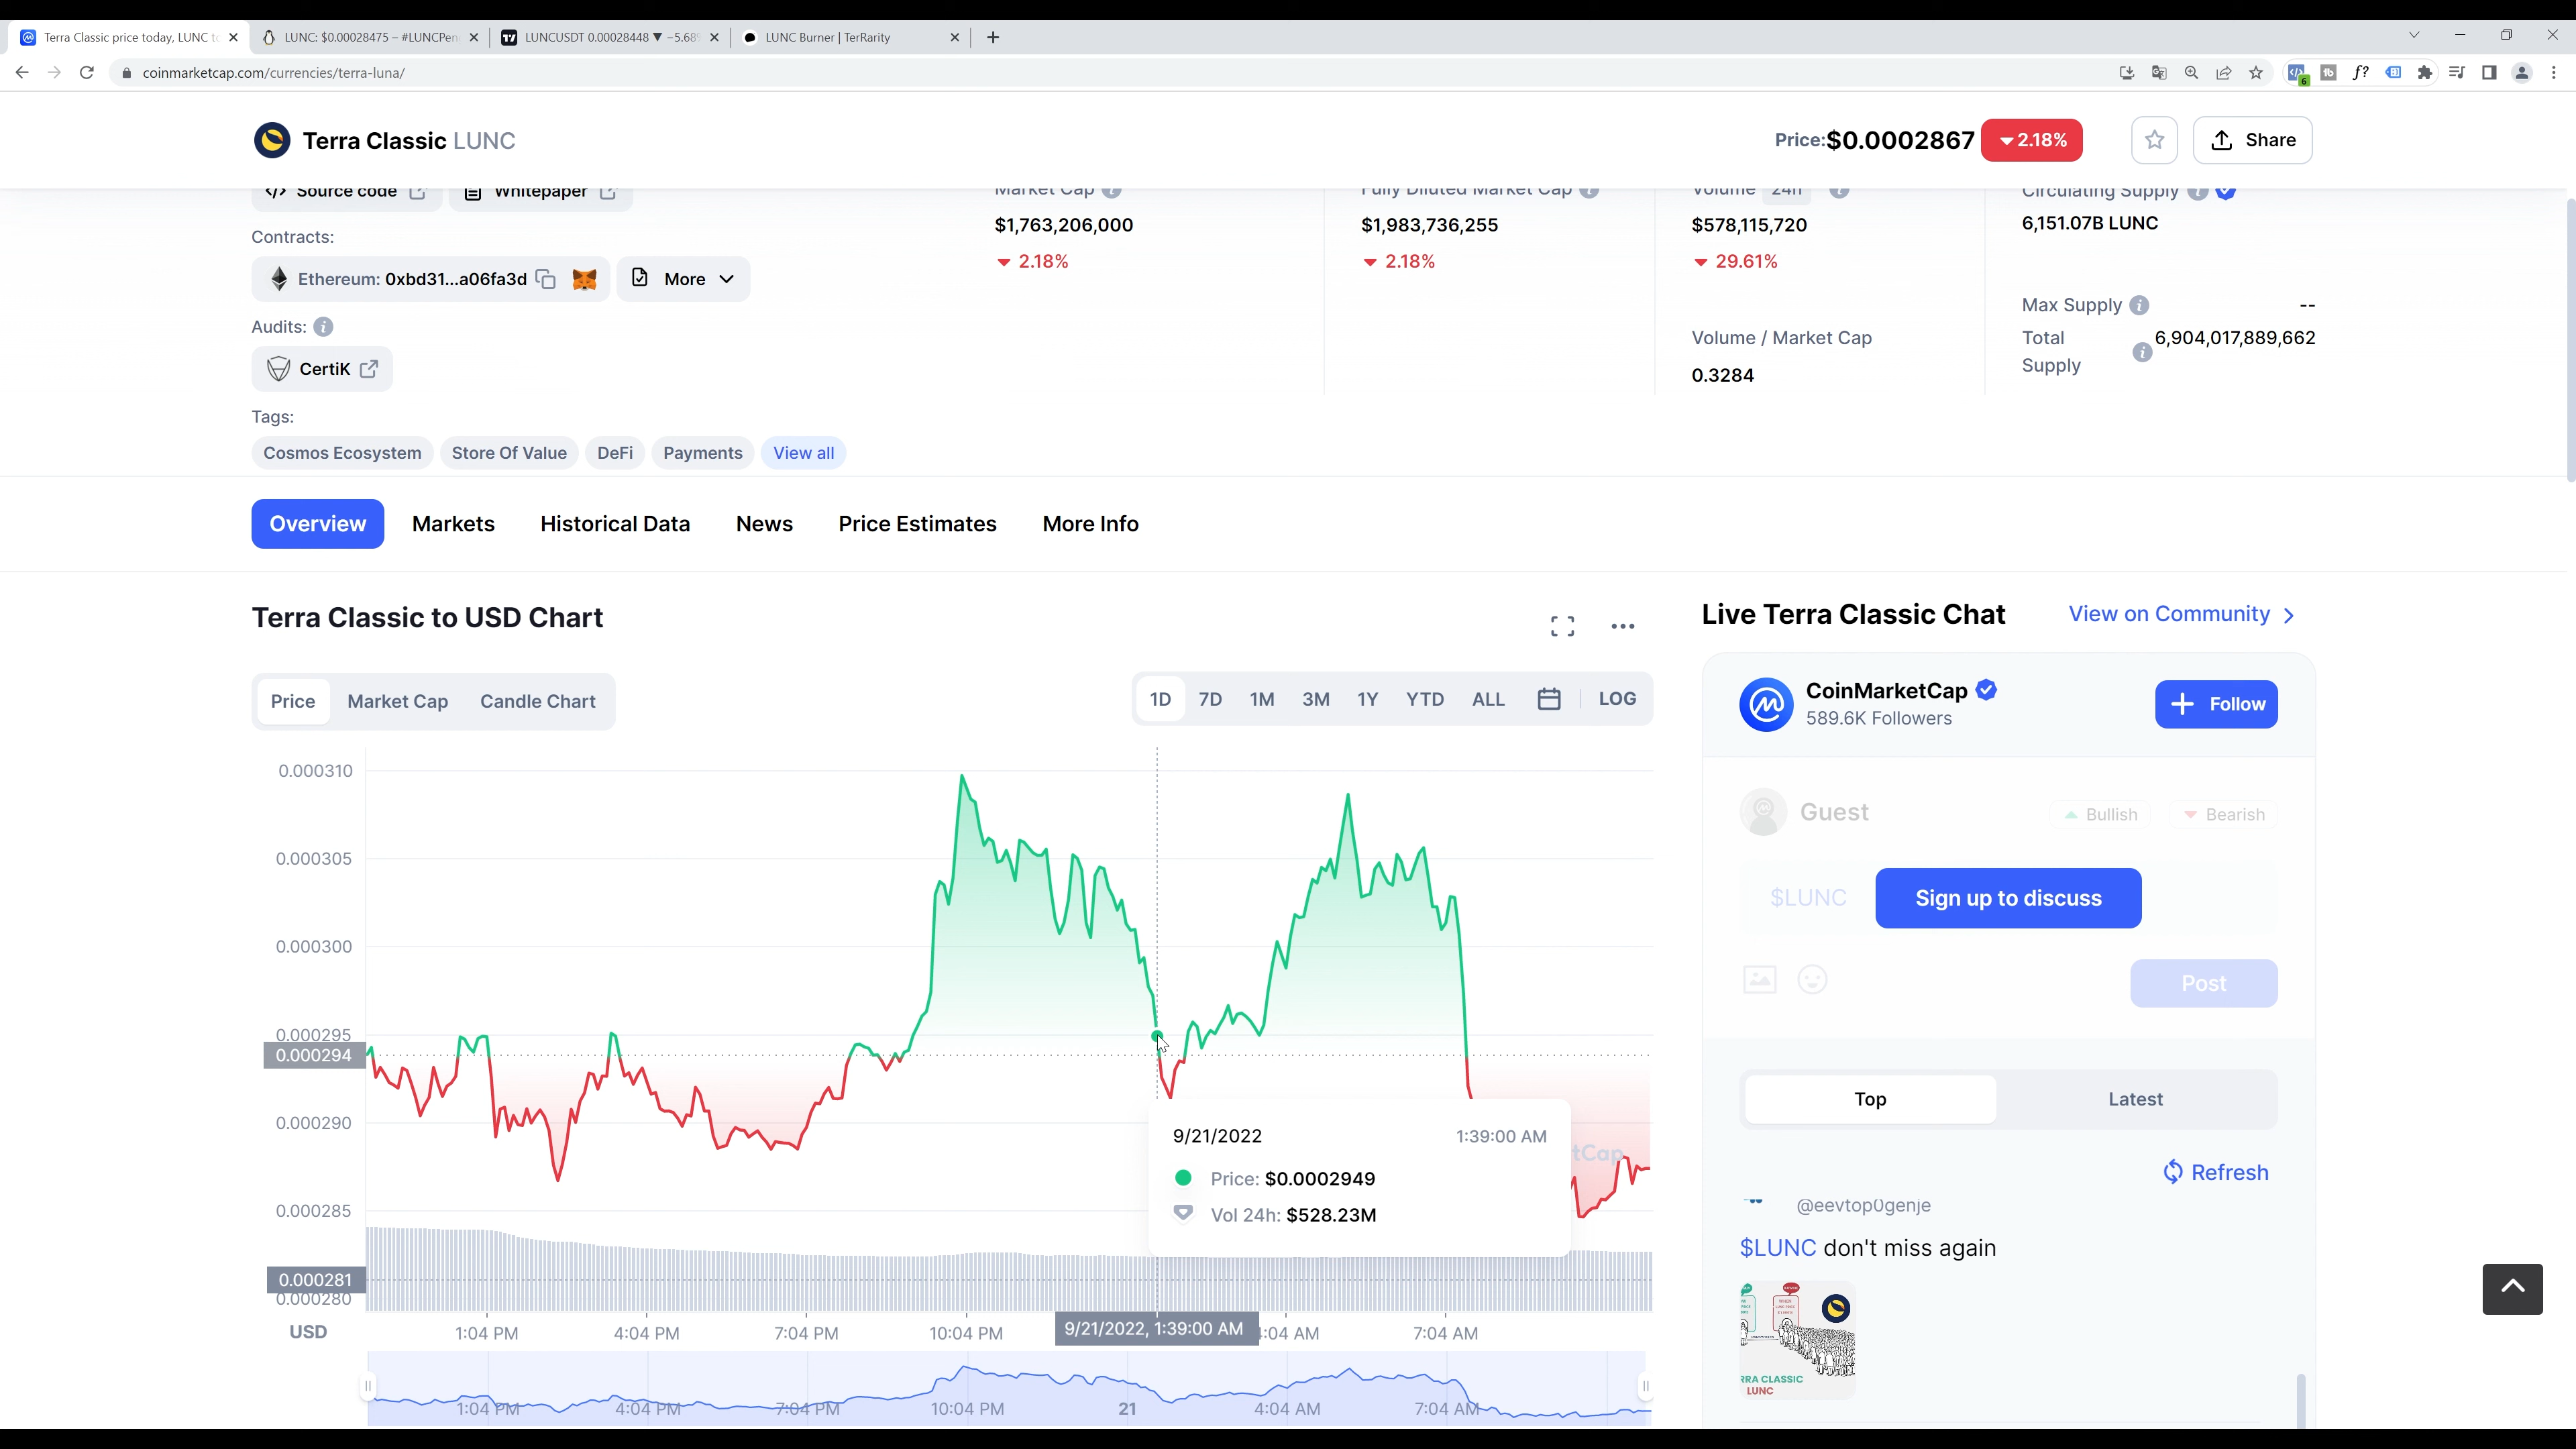 Terra Classic price today, LUNC to
LUNC: $0.00028475 – #LUNCPen
LUNCUSDT 0.00028448 ▼ −5.68
LUNC Burner | TerRarity
coinmarketcap.com/currencies/terra-luna/
6
tb
f?
Terra Classic LUNC
Price: $0.0002867
2.18%
Share
Source code
Whitepaper
Market Cap
Fully Diluted Market Cap
Volume 24h
Circulating Supply
$1,763,206,000
$1,983,736,255
$578,115,720
6,151.07B LUNC
Contracts:
2.18%
2.18%
29.61%
Ethereum: 0xbd31...a06fa3d
More
Max Supply
--
Audits:
Volume / Market Cap
Total Supply
6,904,017,889,662
CertiK
0.3284
Tags:
Cosmos Ecosystem
Store Of Value
DeFi
Payments
View all
Overview
Markets
Historical Data
News
Price Estimates
More Info
Terra Classic to USD Chart
Live Terra Classic Chat
View on Community
Price
Market Cap
Candle Chart
1D
7D
1M
3M
1Y
YTD
ALL
LOG
CoinMarketCap
589.6K Followers
Follow
Guest
Bullish
Bearish
$LUNC
Sign up to discuss
Post
Top
Latest
Refresh
@eevtop0genje
$LUNC don't miss again
RRA CLASSIC
LUNC
0.000310
0.000305
0.000300
0.000295
0.000294
0.000290
0.000285
0.000281
0.000280
9/21/2022
1:39:00 AM
Price: $0.0002949
Vol 24h: $528.23M
tCap
USD
1:04 PM
4:04 PM
7:04 PM
10:04 PM
9/21/2022, 1:39:00 AM
:04 AM
7:04 AM
1:04 PM
4:04 PM
7:04 PM
10:04 PM
21
4:04 AM
7:04 AM